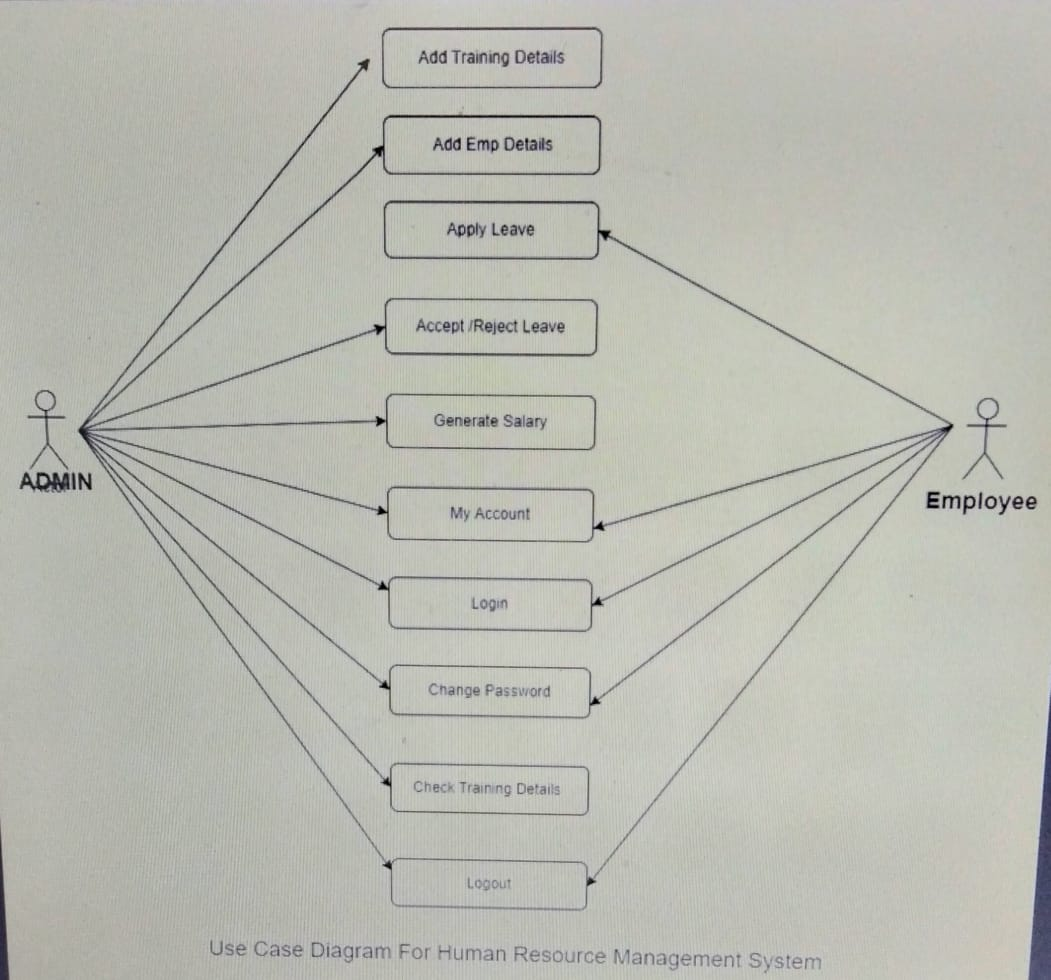 Add Training Details
Add Emp Details
Apply Leave
Accept /Reject Leave
Generate Salary
ADMIN
Employee
My Account
Login
Change Password
Check Training Details
Logout
Use Case Diagram For Human Resource Management System